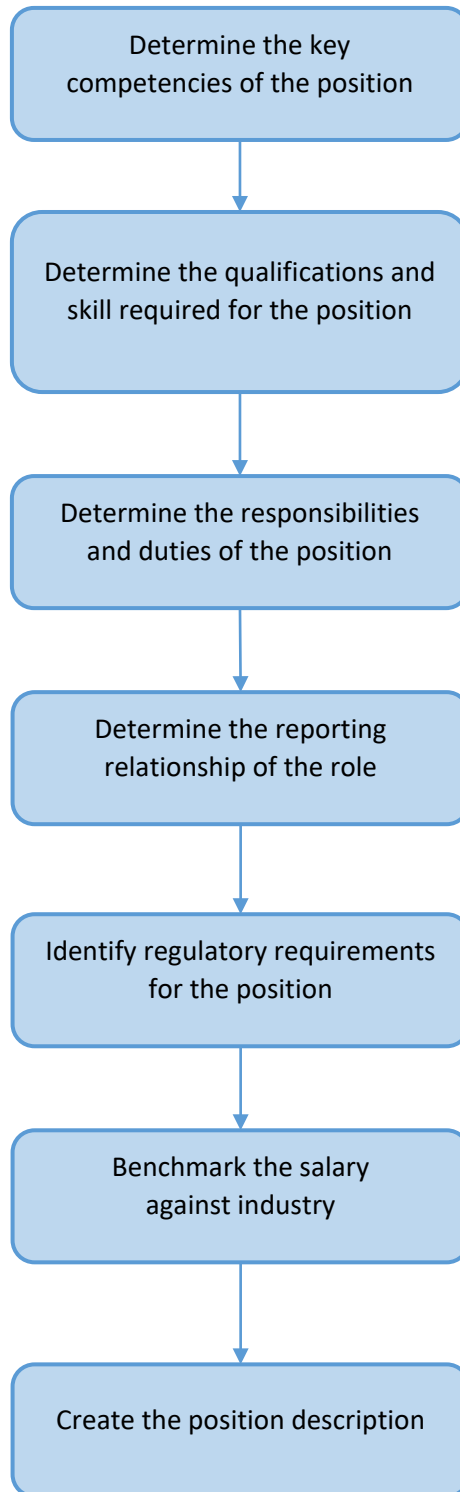 Determine the key
competencies of the position
Determine the qualifications and
skill required for the position
Determine the responsibilities
and duties of the position
Determine the reporting
relationship of the role
Identify regulatory requirements
for the position
Benchmark the salary
against industry
Create the position description